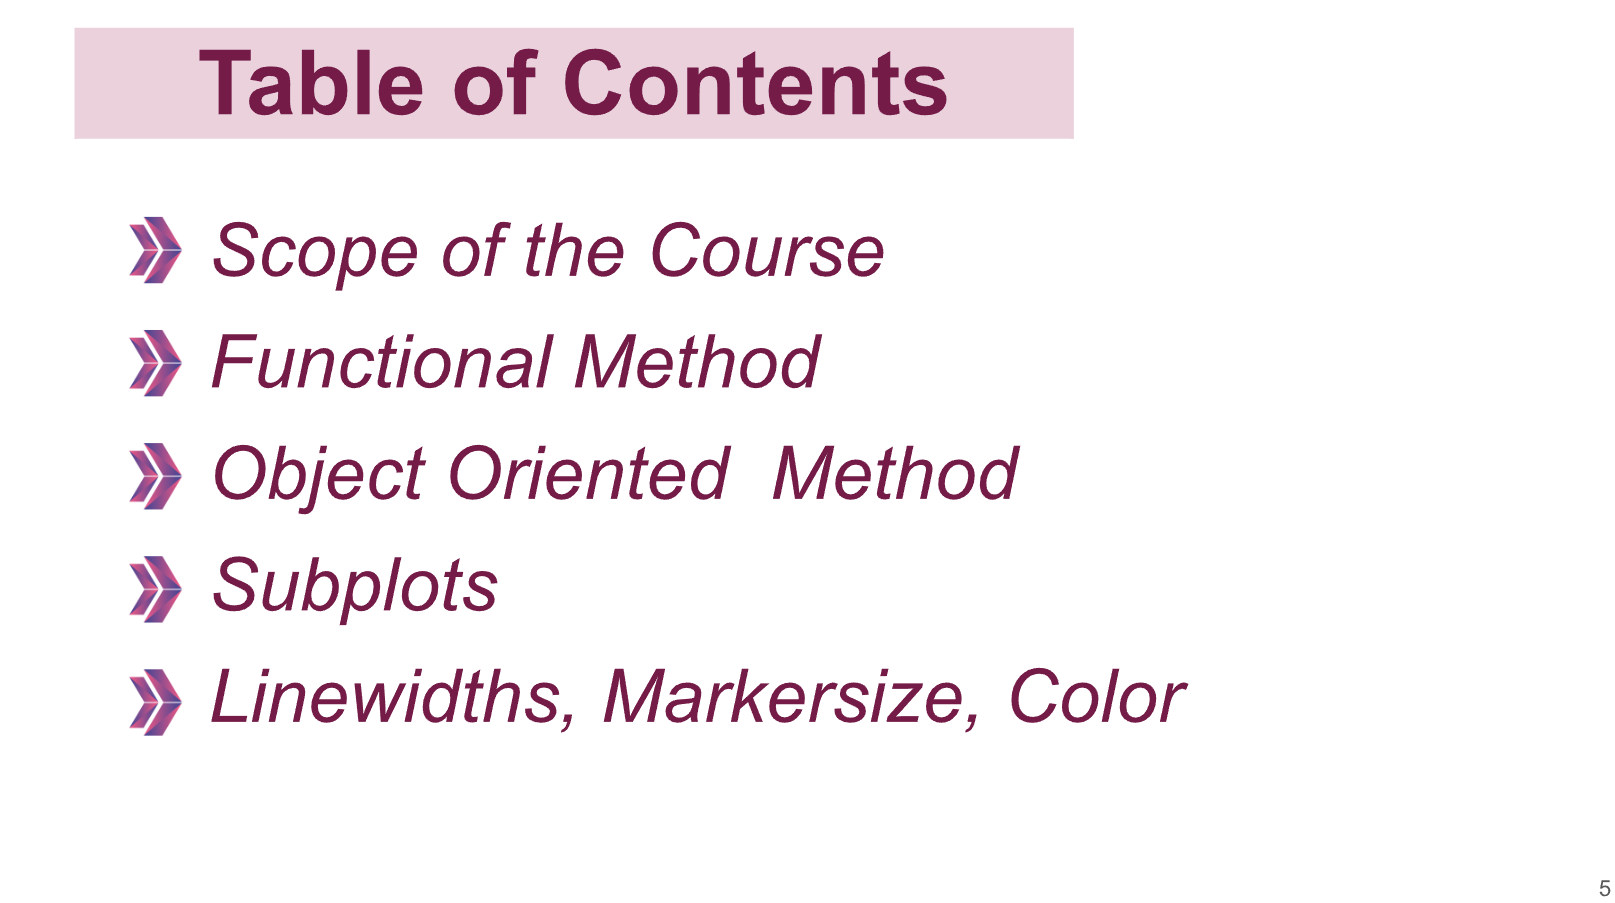 Table of Contents
Scope of the Course
Functional Method
Object Oriented  Method
Subplots
Linewidths, Markersize, Color
5